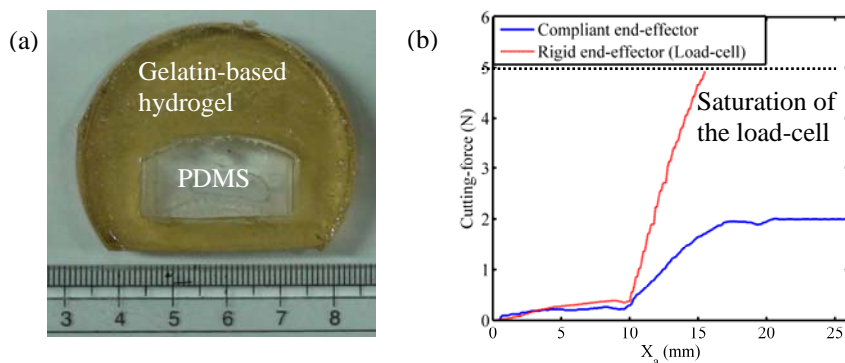 (a)
Gelatin-based
hydrogel
PDMS
3 4 5 6 7 8
(b)
Compliant end-effector
Rigid end-effector (Load-cell)
Saturation of
the load-cell
Cutting-force (N)
6
5
4
3
2
1
0
0 5 10 15 20 25
Xa (mm)